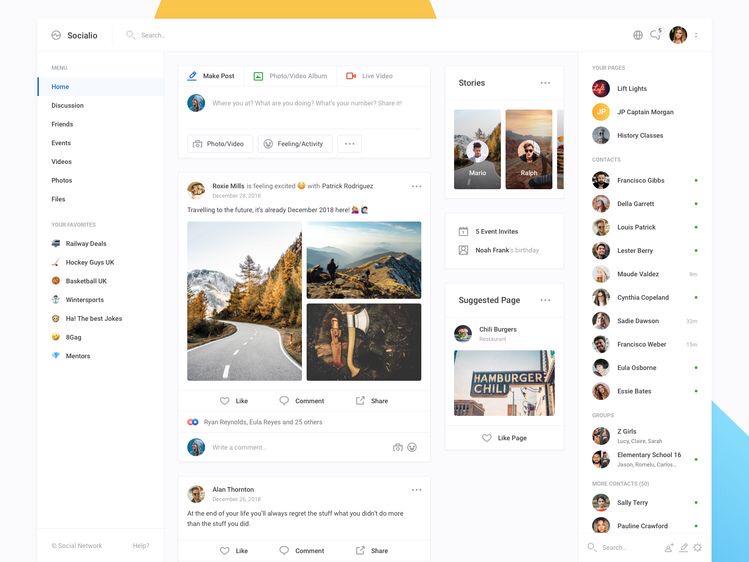 Socialio
Search...
5
MENU
Home
Discussion
Friends
Events
Videos
Photos
Files
YOUR FAVORITES
Railway Deals
Hockey Guys UK
Basketball UK
Wintersports
Ha! The best Jokes
8Gag
Mentors
© Social Network
Help?
Make Post
Photo/Video Album
Live Video
Where you at? What are you doing? What's your number? Share it!
Photo/Video
Feeling/Activity
Roxie Mills is feeling excited 😁 with Patrick Rodriguez
December 28, 2018
Travelling to the future, it's already December 2018 here!
Like
Comment
Share
Ryan Reynolds, Eula Reyes and 25 others
Write a comment...
Alan Thornton
December 26, 2018
At the end of your life you'll always regret the stuff what you didn't do more
than the stuff you did.
Like
Comment
Share
Stories
Mario
Ralph
5 Event Invites
Noah Frank's birthday
Suggested Page
Chili Burgers
Restaurant
HAMBURGER
CHILI
Like Page
YOUR PAGES
Lift Lights
JP
JP Captain Morgan
History Classes
CONTACTS
Francisco Gibbs
Della Garrett
Louis Patrick
Lester Berry
Maude Valdez
9m
Cynthia Copeland
Sadie Dawson
32m
Francisco Weber
15m
Eula Osborne
Essie Bates
GROUPS
Z Girls
Lucy, Claire, Sarah
Elementary School 16
Jason, Romelu, Carlos...
MORE CONTACTS (50)
Sally Terry
Pauline Crawford
Search...